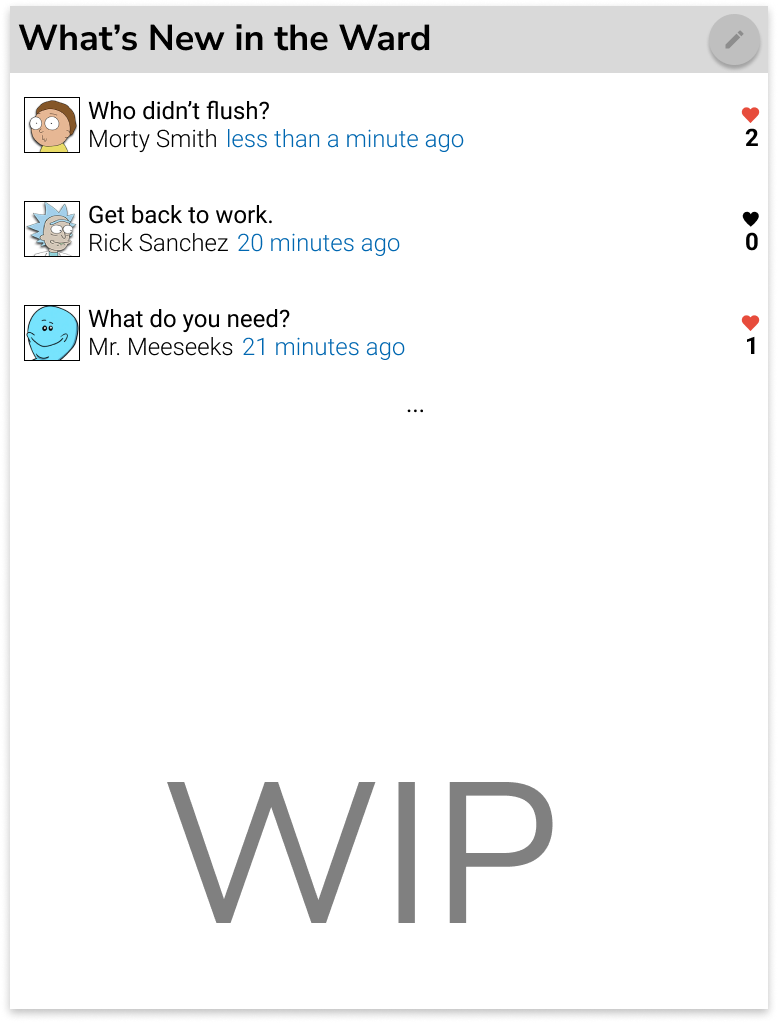 What’s New in the Ward
Who didn’t flush?
Morty Smith less than a minute ago
2
Get back to work.
Rick Sanchez 20 minutes ago
0
What do you need?
Mr. Meeseeks 21 minutes ago
1
...
WIP